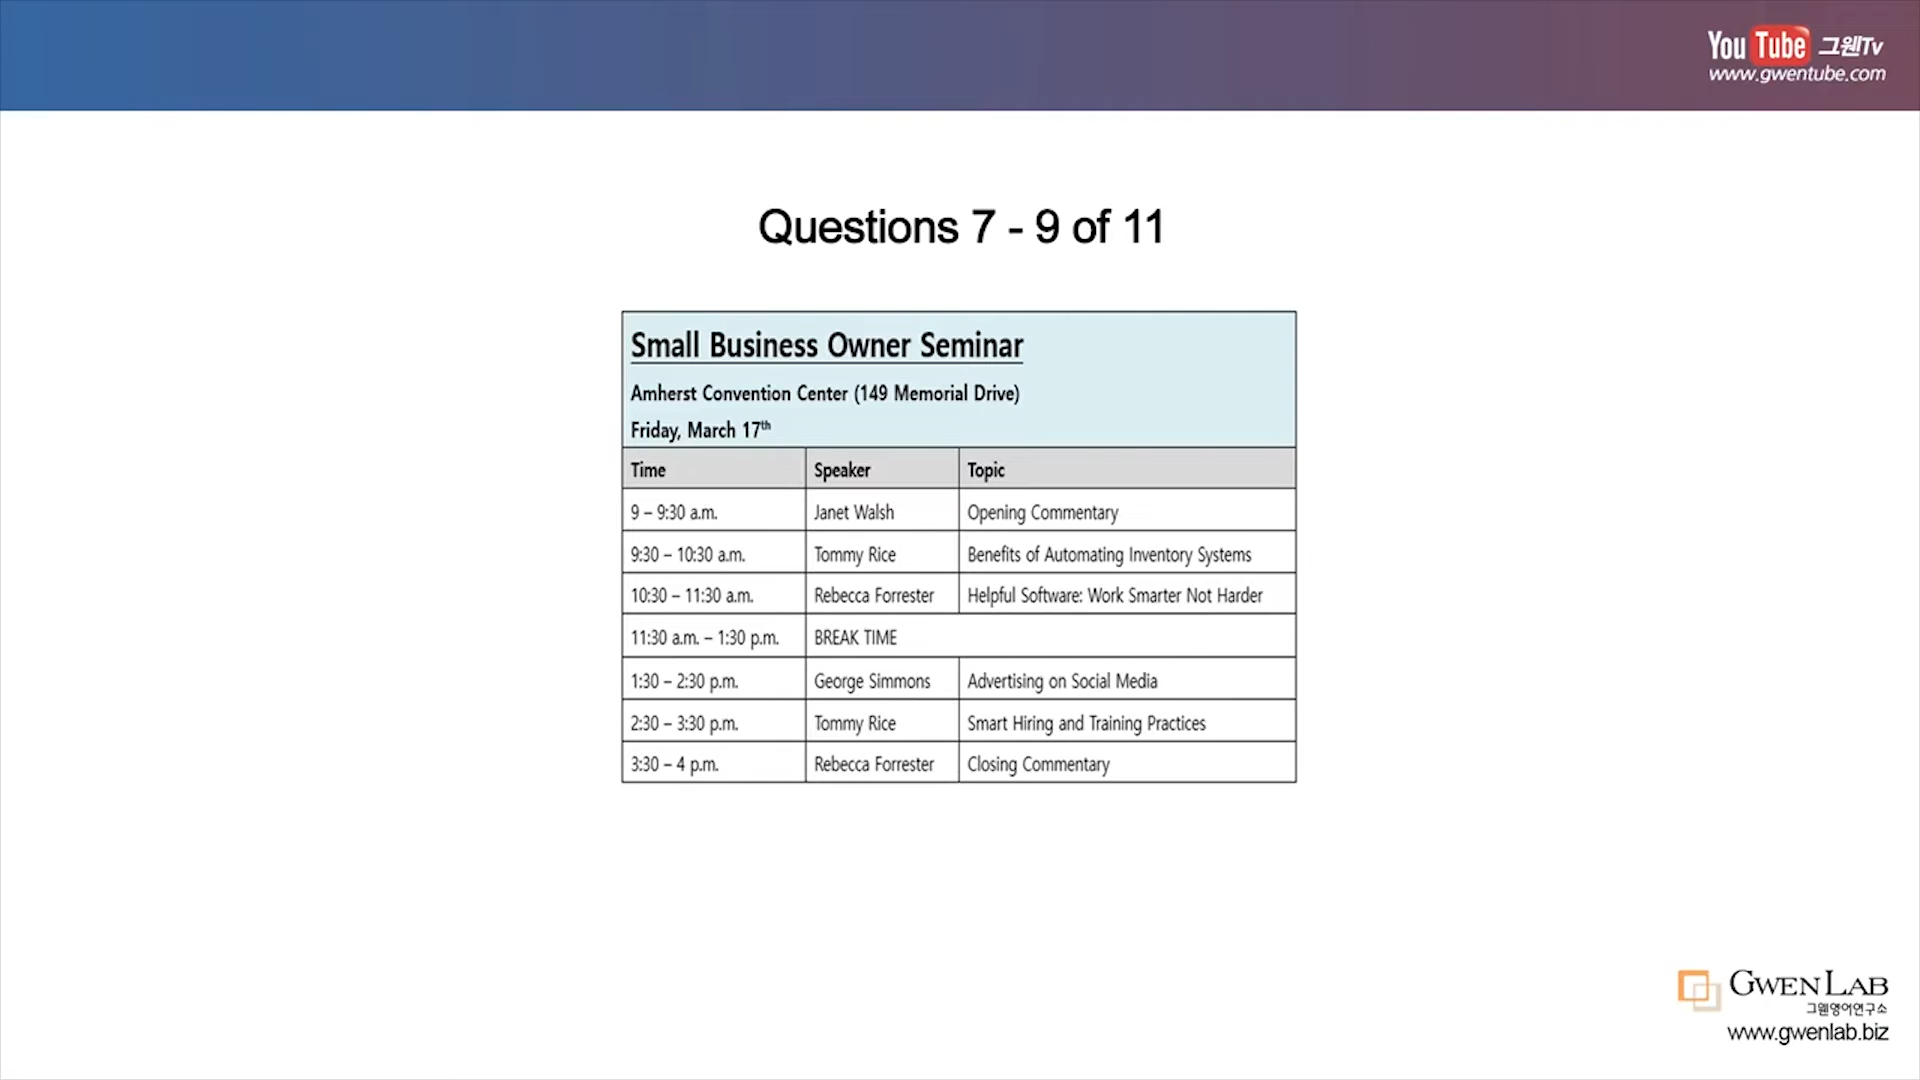 You Tube 그웬Tv
www.gwentube.com
Questions 7 - 9 of 11
Small Business Owner Seminar
Amherst Convention Center (149 Memorial Drive)
Friday, March 17th
Time Speaker Topic
9 – 9:30 a.m. Janet Walsh Opening Commentary
9:30 – 10:30 a.m. Tommy Rice Benefits of Automating Inventory Systems
10:30 – 11:30 a.m. Rebecca Forrester Helpful Software: Work Smarter Not Harder
11:30 a.m. – 1:30 p.m. BREAK TIME
1:30 – 2:30 p.m. George Simmons Advertising on Social Media
2:30 – 3:30 p.m. Tommy Rice Smart Hiring and Training Practices
3:30 – 4 p.m. Rebecca Forrester Closing Commentary
GWENLAB
그웬영어연구소
www.gwenlab.biz